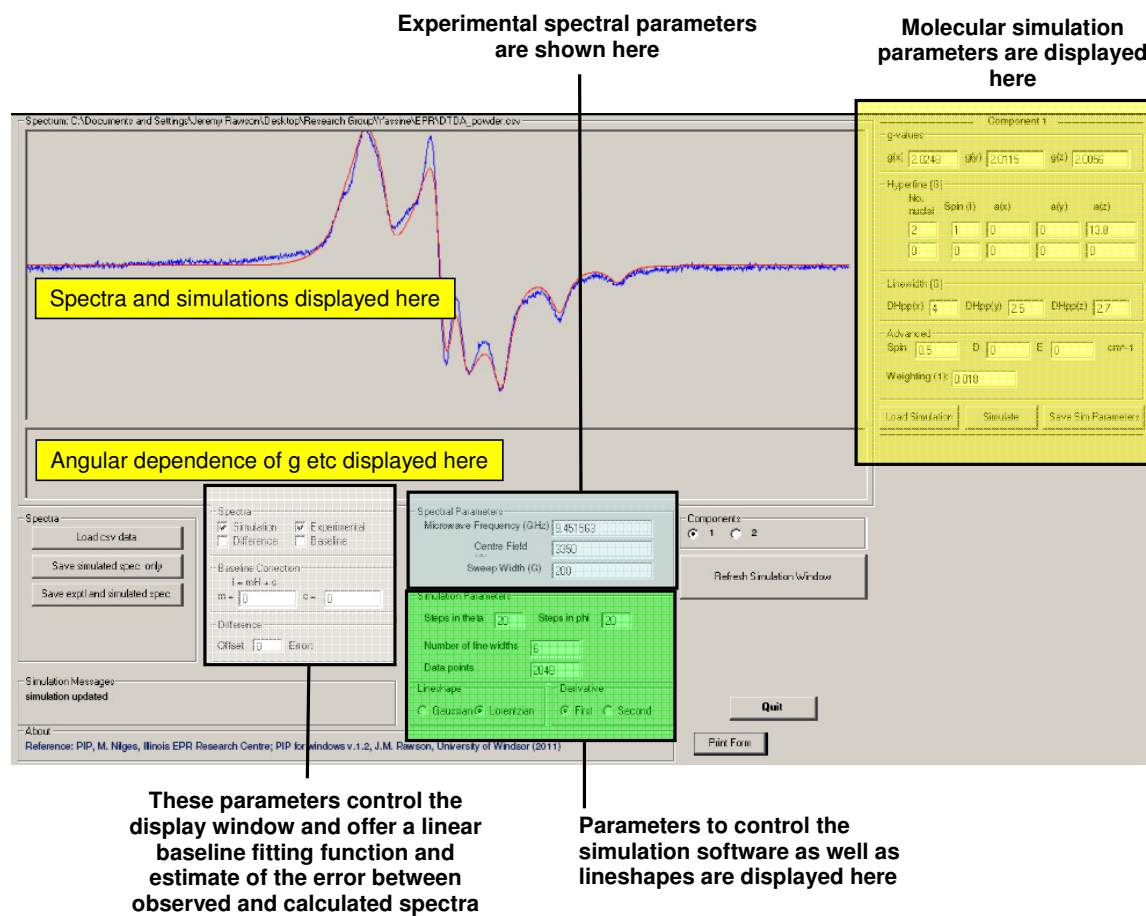 Experimental spectral parameters
are shown here
Molecular simulation
parameters are displayed
here
Spectrum: C:\Documents and Settings\Jeremy Rawson\Desktop\Research Group\Yassine\EPR\DTDA_powder.csv
Component 1
g-values
g(x) 2.0248 g(y) 2.0115 g(z) 2.0056
Hyperfine (G)
No.
nuclei Spin (I) a(x) a(y) a(z)
2 1 0 0 13.8
0 0 0 0 0
Linewidth (G)
DHpp(x) 4 DHpp(y) 2.5 DHpp(z) 2.7
Advanced
Spin 0.5 D 0 E 0 cm^-1
Weighting (1): 0.018
Load Simulation Simulate Save Sim Parameters
Spectra and simulations displayed here
Angular dependence of g etc displayed here
Spectra
Load csv data
Save simulated spec. only
Save exptl and simulated spec.
Spectra
Simulation Experimental
Difference Baseline
Baseline Correction
I = mH + c
m = 0 c = 0
Difference
Offset 0 Error:
Spectral Parameters
Microwave Frequency (GHz) 9.451563
Centre Field 3350
Sweep Width (G) 200
Simulation Parameters
Steps in theta 20 Steps in phi 20
Number of line widths 6
Data points 2048
Lineshape
Gaussian Lorentzian
Derivative
First Second
Components
1 2
Refresh Simulation Window
Simulation Messages
simulation updated
Quit
About
Reference: PIP, M. Nilges, Illinois EPR Research Centre; PIP for windows v.1.2, J.M. Rawson, University of Windsor (2011)
Print Form
These parameters control the
display window and offer a linear
baseline fitting function and
estimate of the error between
observed and calculated spectra
Parameters to control the
simulation software as well as
lineshapes are displayed here